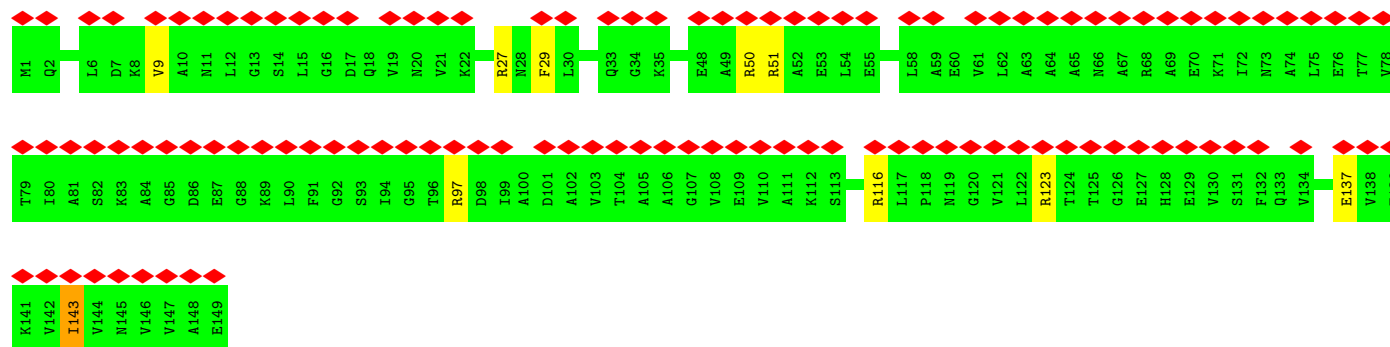 M1 Q2 L6 D7 K8 V9 A10 N11 L12 G13 S14 L15 G16 D17 Q18 V19 N20 V21 K22 R27 N28 F29 L30 Q33 G34 K35 E48 A49 R50 R51 A52 E53 L54 E55 L58 A59 E60 V61 L62 A63 A64 A65 N66 A67 R68 A69 E70 K71 I72 N73 A74 L75 E76 T77 V78
T79 I80 A81 S82 K83 A84 G85 D86 E87 G88 K89 L90 F91 G92 S93 I94 G95 T96 R97 D98 I99 A100 D101 A102 V103 T104 A105 A106 G107 V108 E109 V110 A111 K112 S113 R116 L117 P118 N119 G120 V121 L122 R123 T124 T125 G126 E127 H128 E129 V130 S131 F132 Q133 V134 E137 V138
K141 V142 I143 V144 N145 V146 V147 A148 E149